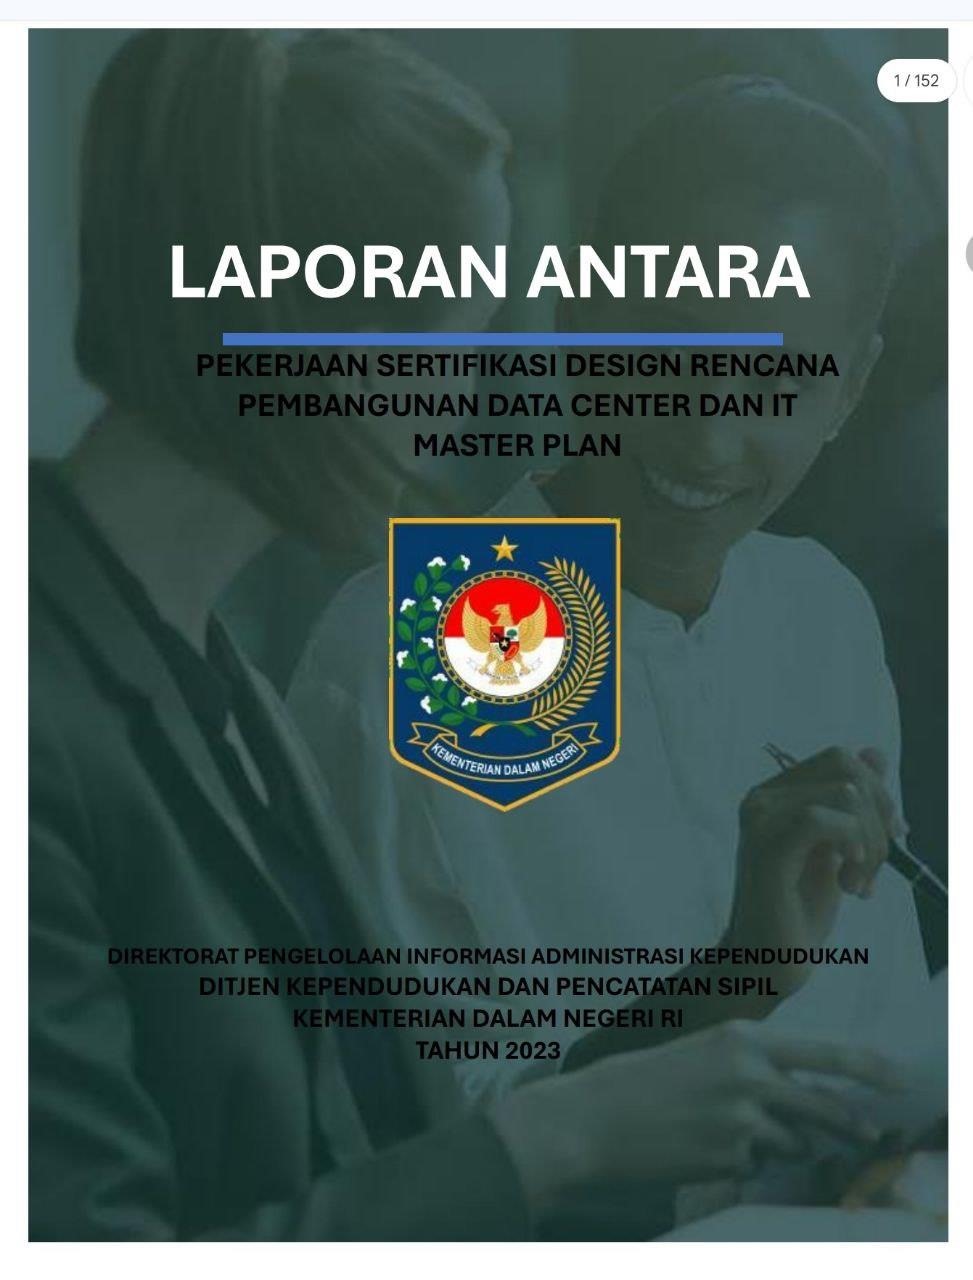 1 / 152
LAPORAN ANTARA
PEKERJAAN SERTIFIKASI DESIGN RENCANA
PEMBANGUNAN DATA CENTER DAN IT
MASTER PLAN
KEMENTERIAN DALAM NEGERI
DIREKTORAT PENGELOLAAN INFORMASI ADMINISTRASI KEPENDUDUKAN
DITJEN KEPENDUDUKAN DAN PENCATATAN SIPIL
KEMENTERIAN DALAM NEGERI RI
TAHUN 2023